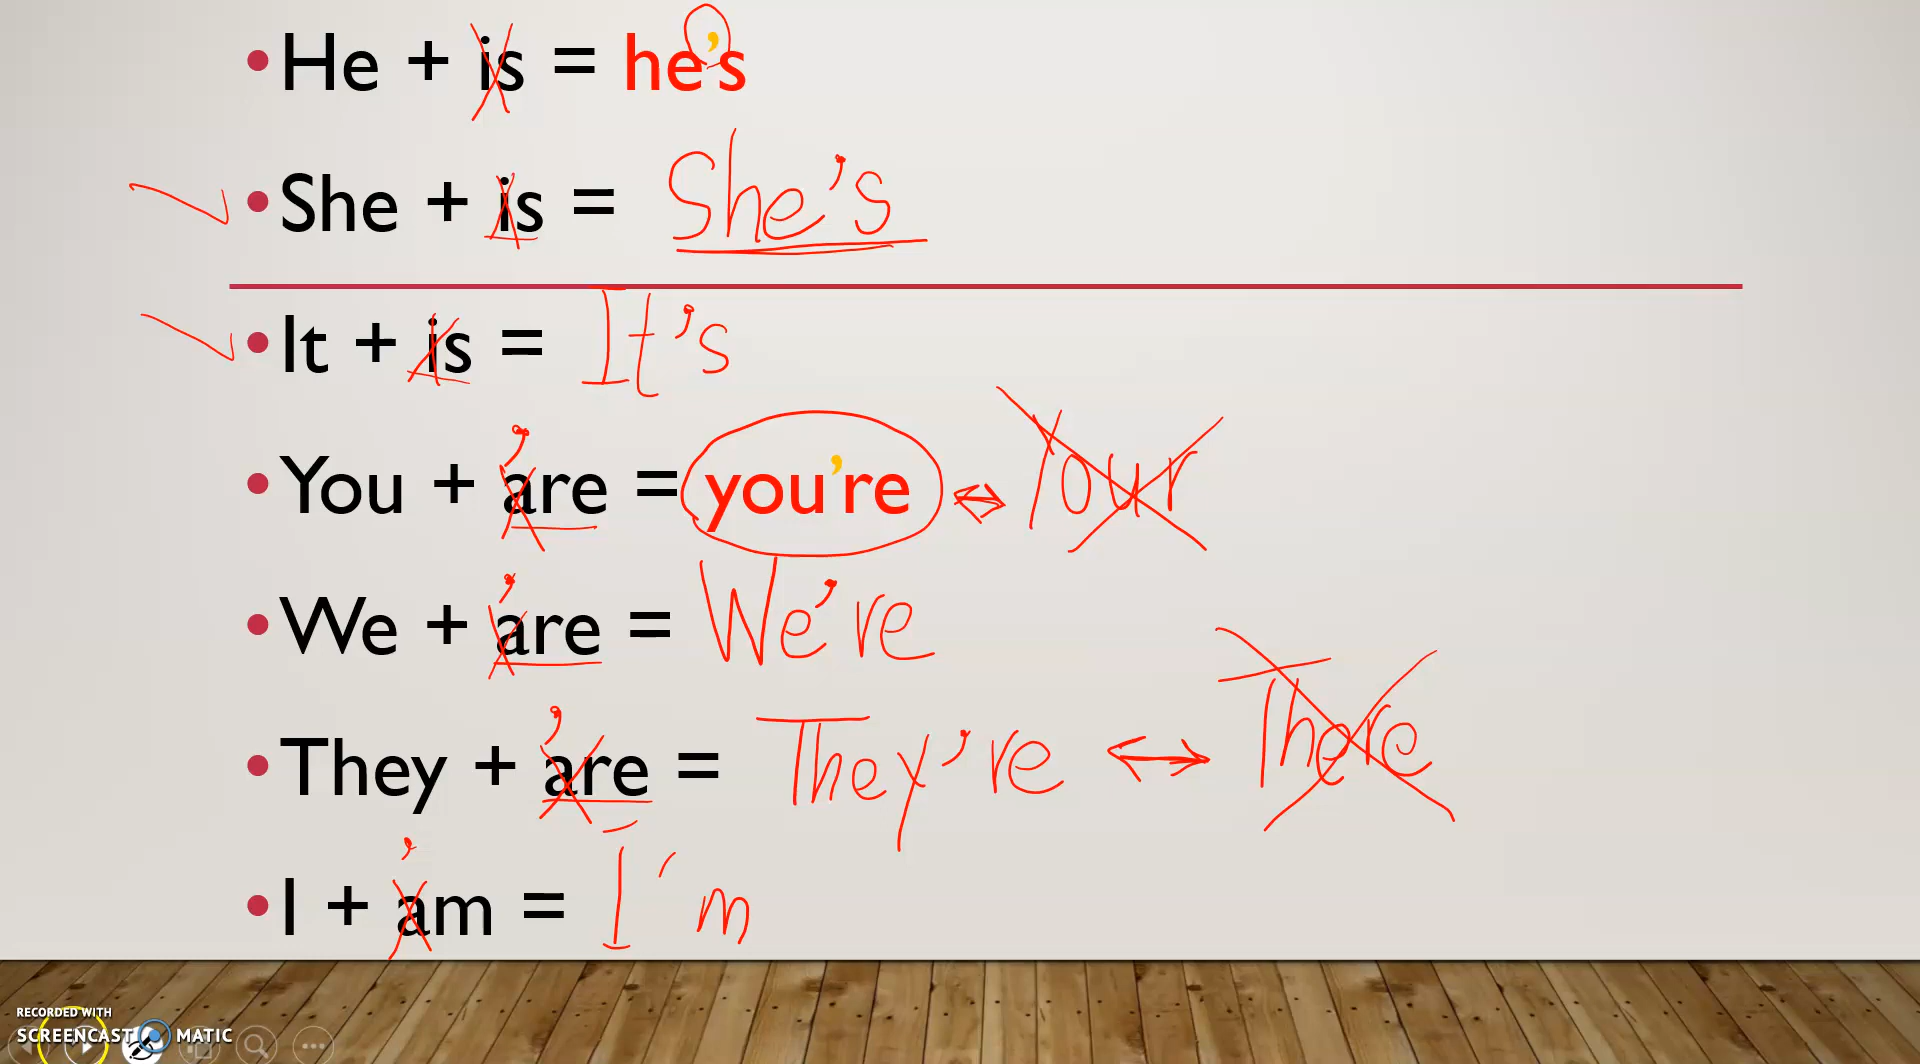 • He + is = he's
• She + is = She's
• It + is = It's
• You + are = you're ↔ Your
• We + are = We're
• They + are = They're ↔ There
• I + am = I'm
RECORDED WITH
SCREENCAST MATIC